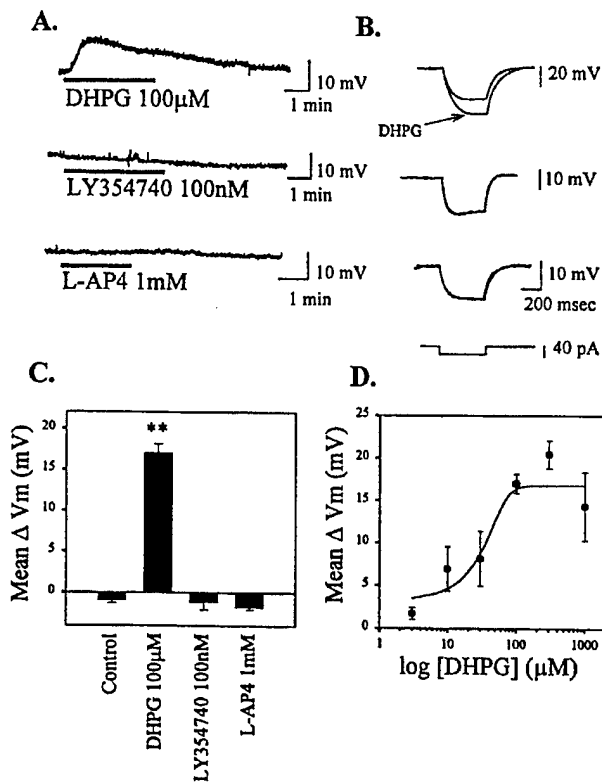 A.
10 mV
1 min
DHPG 100µM
10 mV
1 min
LY354740 100nM
10 mV
1 min
L-AP4 1mM
B.
20 mV
DHPG
10 mV
10 mV
200 msec
40 pA
C.
Mean Δ Vm (mV)
20
15
10
5
0
**
Control
DHPG 100µM
LY354740 100nM
L-AP4 1mM
D.
Mean Δ Vm (mV)
25
20
15
10
5
0
1
10
100
1000
log [DHPG] (µM)